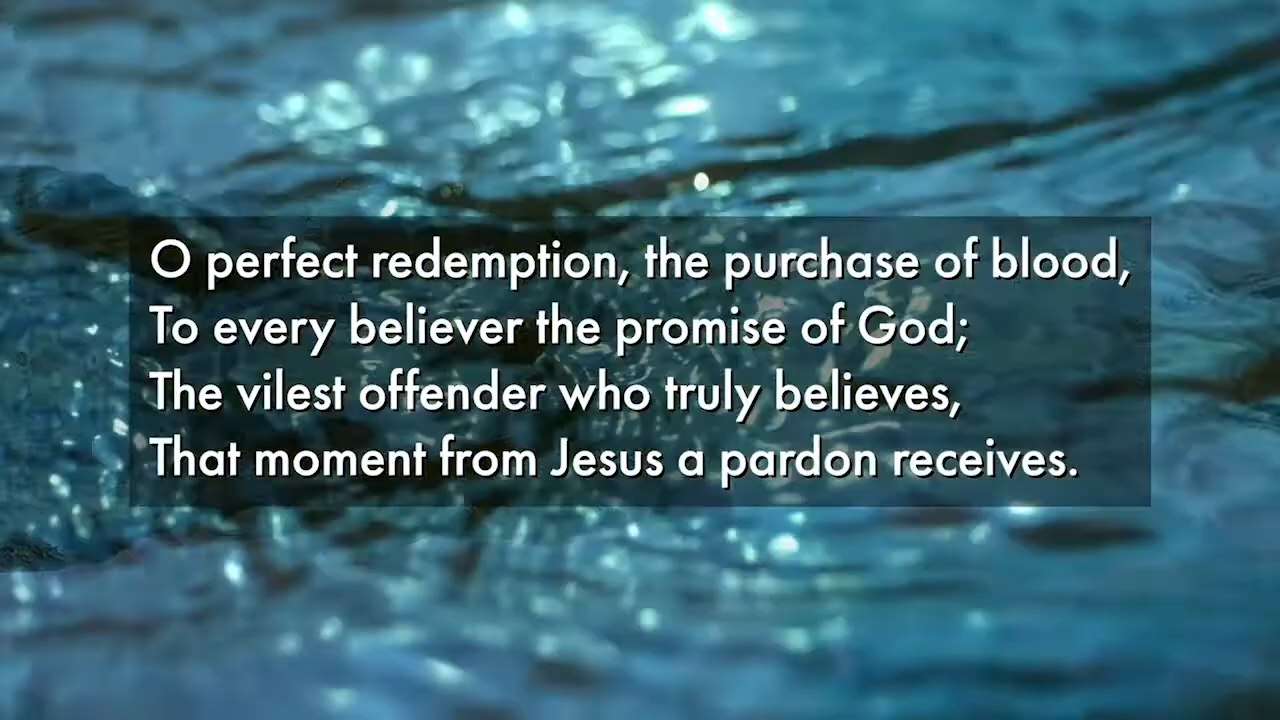 O perfect redemption, the purchase of blood,
To every believer the promise of God;
The vilest offender who truly believes,
That moment from Jesus a pardon receives.